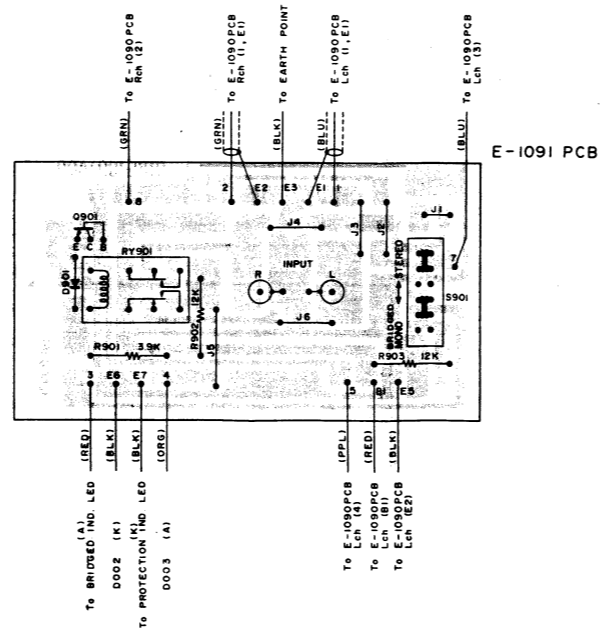 To E-1090PCB
Rch (2)
To E-1090PCB
Rch (1, E1)
To EARTH POINT
To E-1090PCB
Lch (1, E1)
To E-1090PCB
Lch (3)
(GRN)
(GRN)
(BLK)
(BLU)
(BLU)
E-1091 PCB
8
2
E2
E3
E1
1
J1
Q901
E
C
B
J4
J3
J2
7
RY901
INPUT
STEREO
D901
R
L
S901
12K
R902
BRIDGED
MONO
J6
R901
3.9K
J5
R903
12K
3
E6
E7
4
5
B1
E5
(RED)
(BLK)
(BLK)
(ORG)
(PPL)
(RED)
(BLK)
To BRIDGED IND. LED
(A)
D002 (K)
To PROTECTION IND. LED
(K)
D003 (A)
To E-1090PCB
Lch (4)
To E-1090PCB
Lch (B1)
To E-1090PCB
Lch (E2)